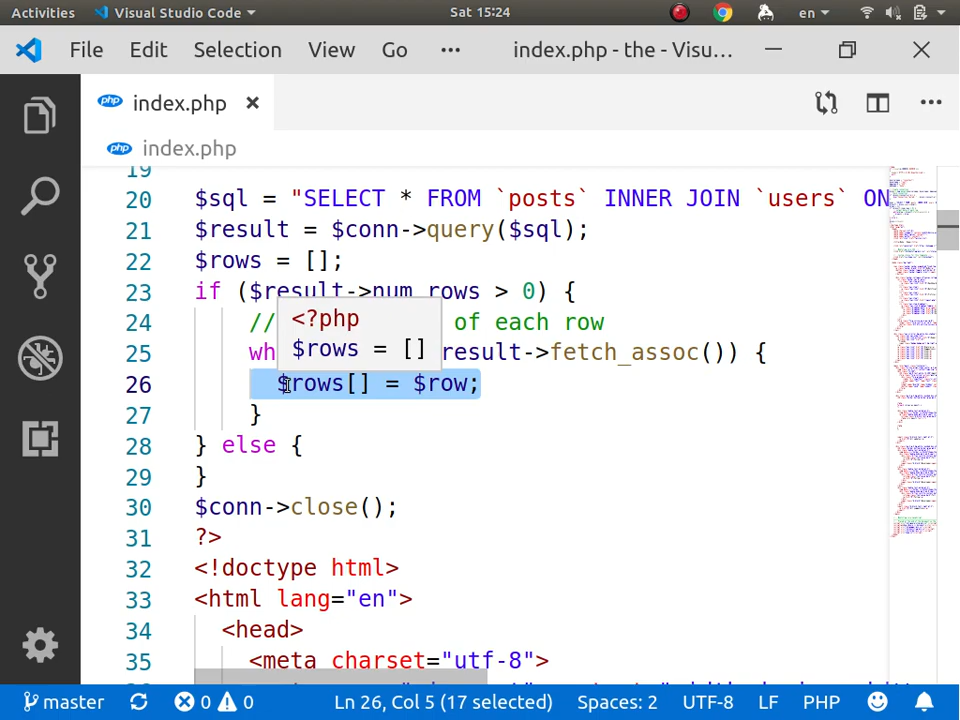 Activities Visual Studio Code Sat 15:24 en
File Edit Selection View Go ••• index.php - the - Visu...
php index.php
php index.php
19
20 $sql = "SELECT * FROM `posts` INNER JOIN `users` ON
21 $result = $conn->query($sql);
22 $rows = [];
23 if ($result->num_rows > 0) {
24 // of each row
<?php
$rows = []
25 wh result->fetch_assoc()) {
26 $rows[] = $row;
27 }
28 } else {
29 }
30 $conn->close();
31 ?>
32 <!doctype html>
33 <html lang="en">
34 <head>
35 <meta charset="utf-8">
master 0 0 Ln 26, Col 5 (17 selected) Spaces: 2 UTF-8 LF PHP